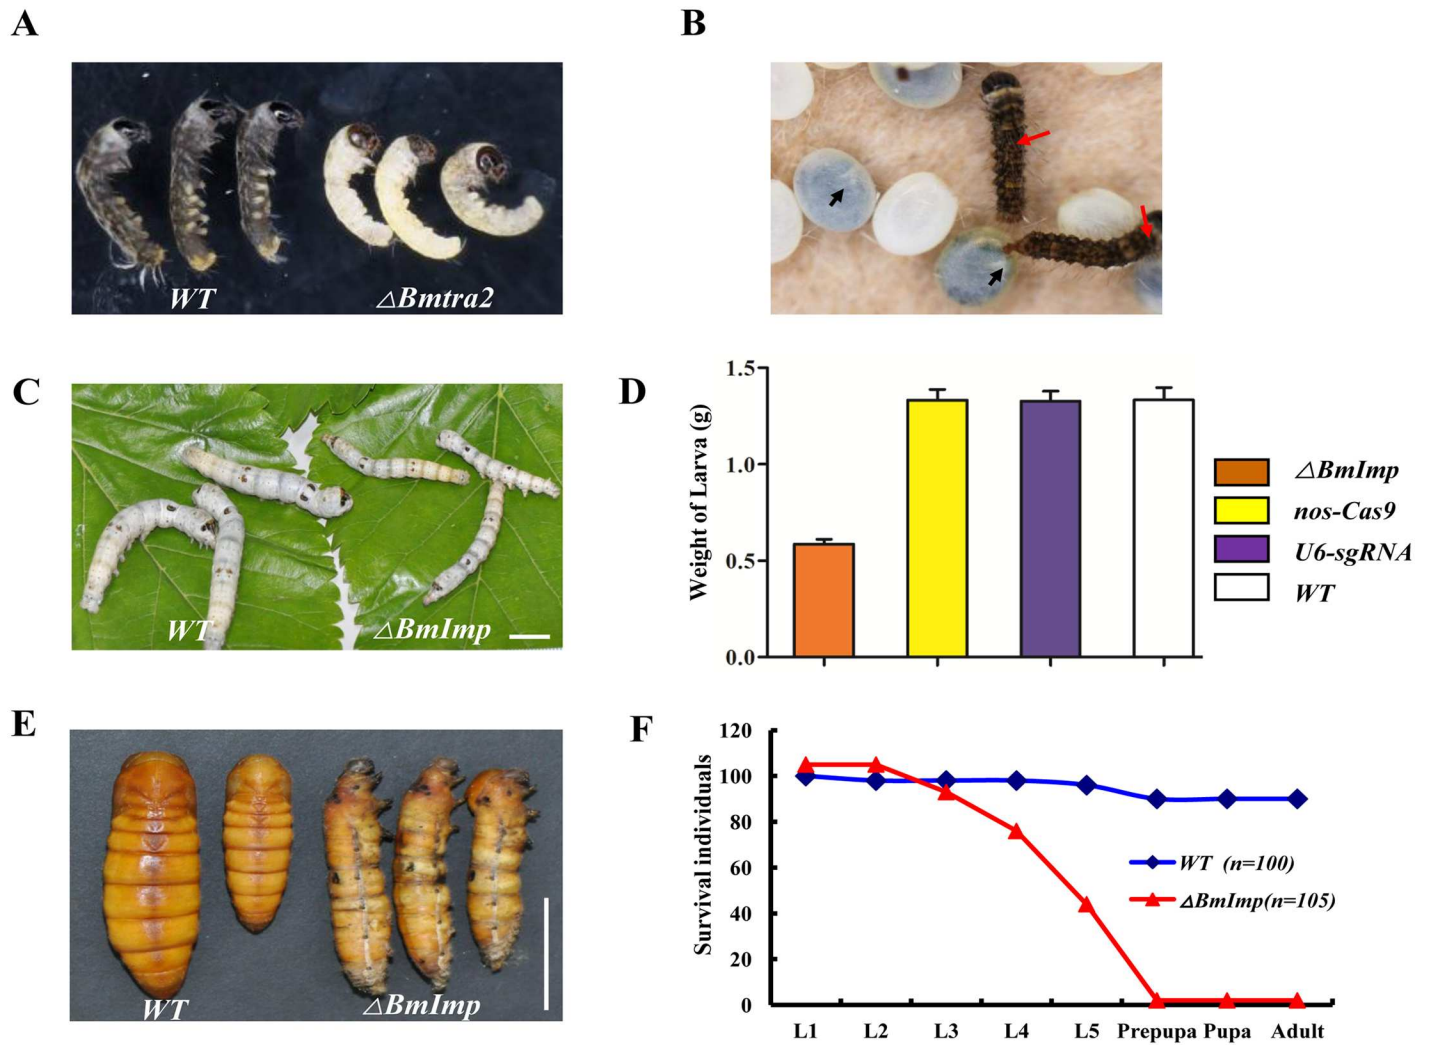 A
B
WT
△Bmtra2
C
D
WT
△BmImp
Weight of Larva (g)
1.5
1.0
0.5
0.0
△BmImp
nos-Cas9
U6-sgRNA
WT
E
F
WT
△BmImp
Survival individuals
120
100
80
60
40
20
0
WT (n=100)
△BmImp(n=105)
L1 L2 L3 L4 L5 Prepupa Pupa Adult